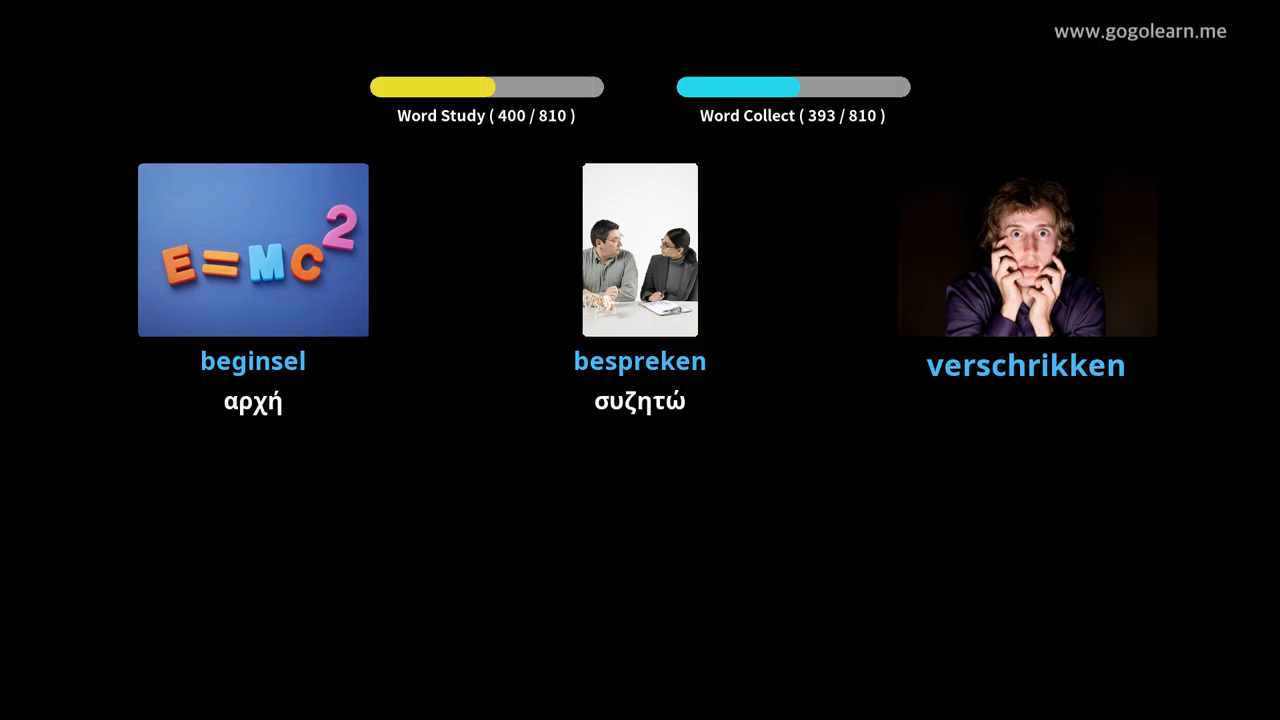 www.gogolearn.me
Word Study ( 400 / 810 )
Word Collect ( 393 / 810 )
E=MC2
beginsel
αρχή
bespreken
συζητώ
verschrikken